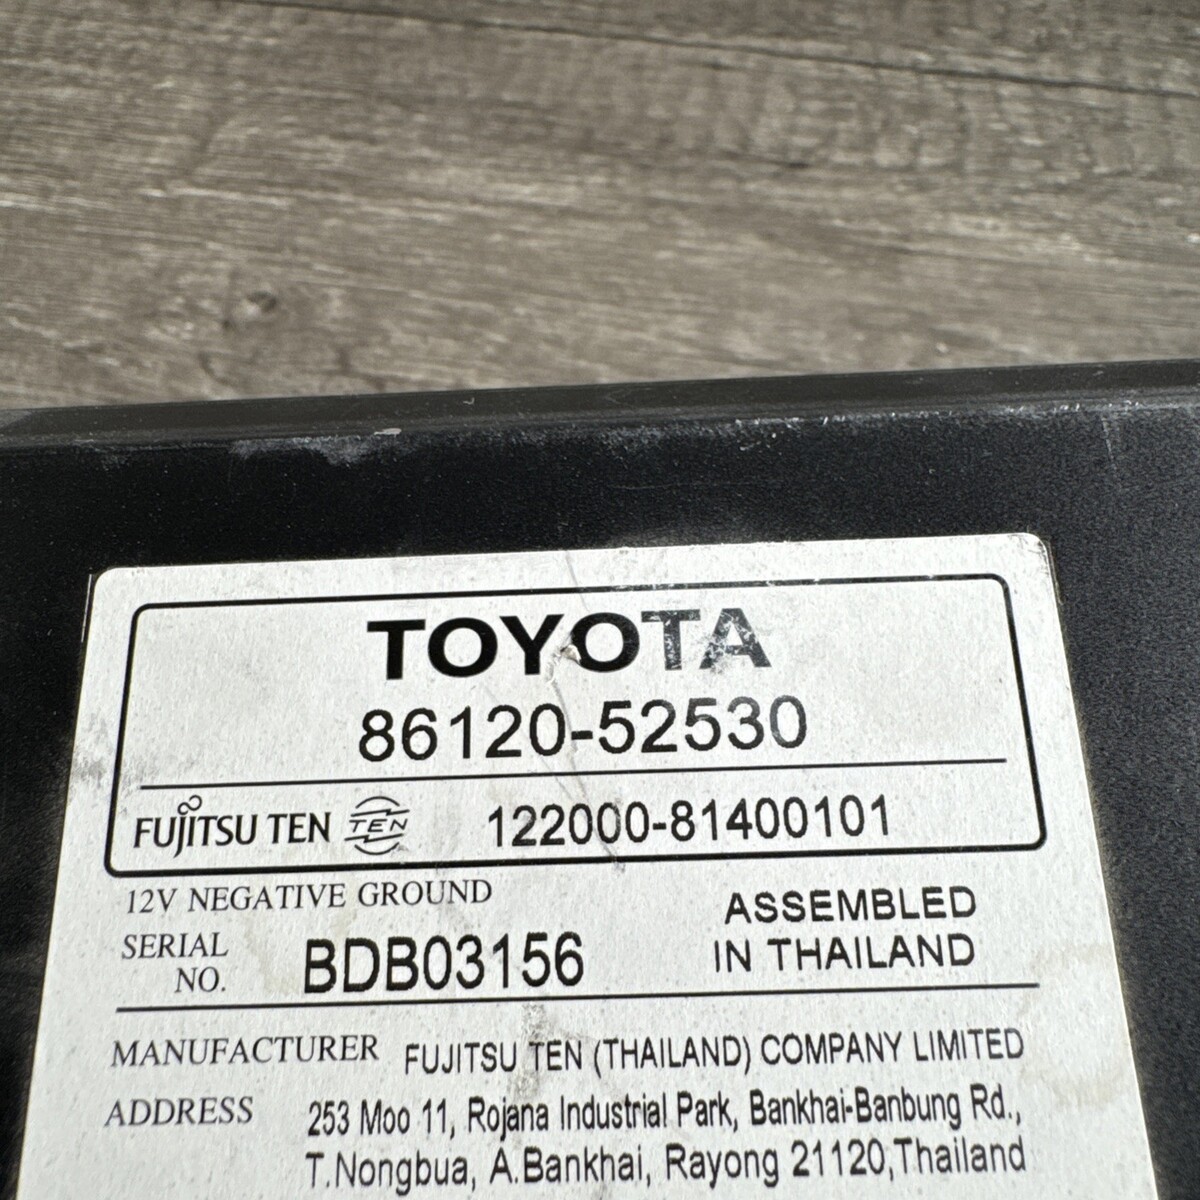 TOYOTA
86120-52530
FUJITSU TEN TEN 122000-81400101
12V NEGATIVE GROUND
ASSEMBLED
IN THAILAND
SERIAL
NO. BDB03156
MANUFACTURER FUJITSU TEN (THAILAND) COMPANY LIMITED
ADDRESS 253 Moo 11, Rojana Industrial Park, Bankhai-Banbung Rd.,
T.Nongbua, A.Bankhai, Rayong 21120,Thailand